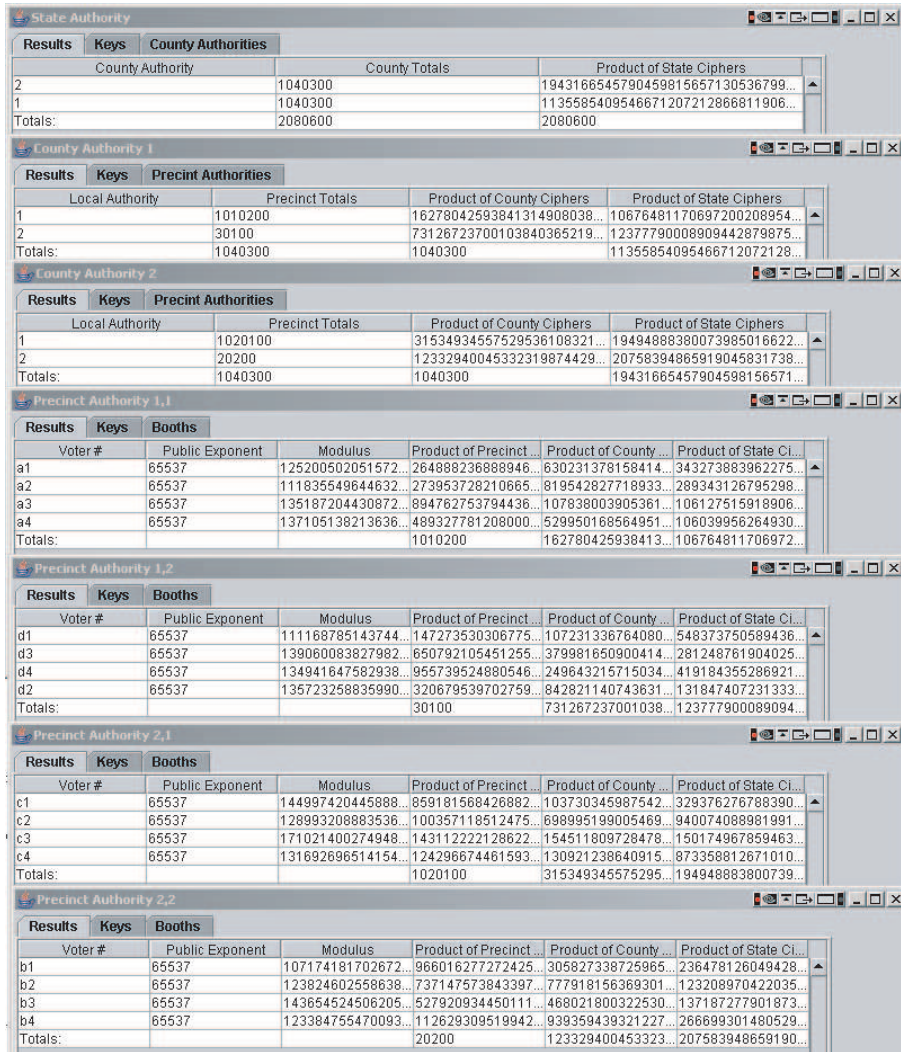 State Authority
Results Keys County Authorities
County Authority County Totals Product of State Ciphers
2 1040300 194316654579045981565713053679​9...
1 1040300 113558540954667120721286681190​6...
Totals: 2080600 2080600
County Authority 1
Results Keys Precint Authorities
Local Authority Precinct Totals Product of County Ciphers Product of State Ciphers
1 1010200 16278042593841314908038... 10676481170697200208954...
2 30100 73126723700103840365219... 12377790008909442879875...
Totals: 1040300 1040300 11355854095466712072128...
County Authority 2
Results Keys Precint Authorities
Local Authority Precinct Totals Product of County Ciphers Product of State Ciphers
1 1020100 31534934557529536108321... 19494888380073985016622...
2 20200 12332940045332319874429... 20758394865919045831738...
Totals: 1040300 1040300 19431665457904598156571...
Precinct Authority 1,1
Results Keys Booths
Voter # Public Exponent Modulus Product of Precinct ... Product of County ... Product of State Ci...
a1 65537 125200502051572... 264888236888946... 630231378158414... 343273883962275...
a2 65537 111835549644632... 273953728210665... 819542827718933... 289343126795298...
a3 65537 135187204430872... 894762753794436... 107838003905361... 106127515918906...
a4 65537 137105138213636... 489327781208000... 529950168564951... 106039956264930...
Totals: 1010200 162780425938413... 106764811706972...
Precinct Authority 1,2
Results Keys Booths
Voter # Public Exponent Modulus Product of Precinct ... Product of County ... Product of State Ci...
d1 65537 111168785143744... 147273530306775... 107231336764080... 548373750589436...
d3 65537 139060083827982... 650792105451255... 379981650900414... 281248761904025...
d4 65537 134941647582938... 955739524880546... 249643215715034... 419184355286921...
d2 65537 135723258835990... 320679539702759... 842821140743631... 131847407231333...
Totals: 30100 731267237001038... 123777900089094...
Precinct Authority 2,1
Results Keys Booths
Voter # Public Exponent Modulus Product of Precinct ... Product of County ... Product of State Ci...
c1 65537 144997420445888... 859181568426882... 103730345987542... 329376276788390...
c2 65537 128993208883536... 100357118512475... 698995199005469... 940074088981991...
c3 65537 171021400274948... 143112222128622... 154511809728478... 150174967859463...
c4 65537 131692696514154... 124296674461593... 130921238640915... 873358812671010...
Totals: 1020100 315349345575295... 194948883800739...
Precinct Authority 2,2
Results Keys Booths
Voter # Public Exponent Modulus Product of Precinct ... Product of County ... Product of State Ci...
b1 65537 107174181702672... 966016277272425... 305827338725965... 236478126049428...
b2 65537 123824602558638... 737147573843397... 777918156369301... 123208970422035...
b3 65537 143654524506205... 527920934450111... 468021800322530... 137187277901873...
b4 65537 123384755470093... 112629309519942... 939359439321227... 266699301480529...
Totals: 20200 123329400453323... 207583948659190...